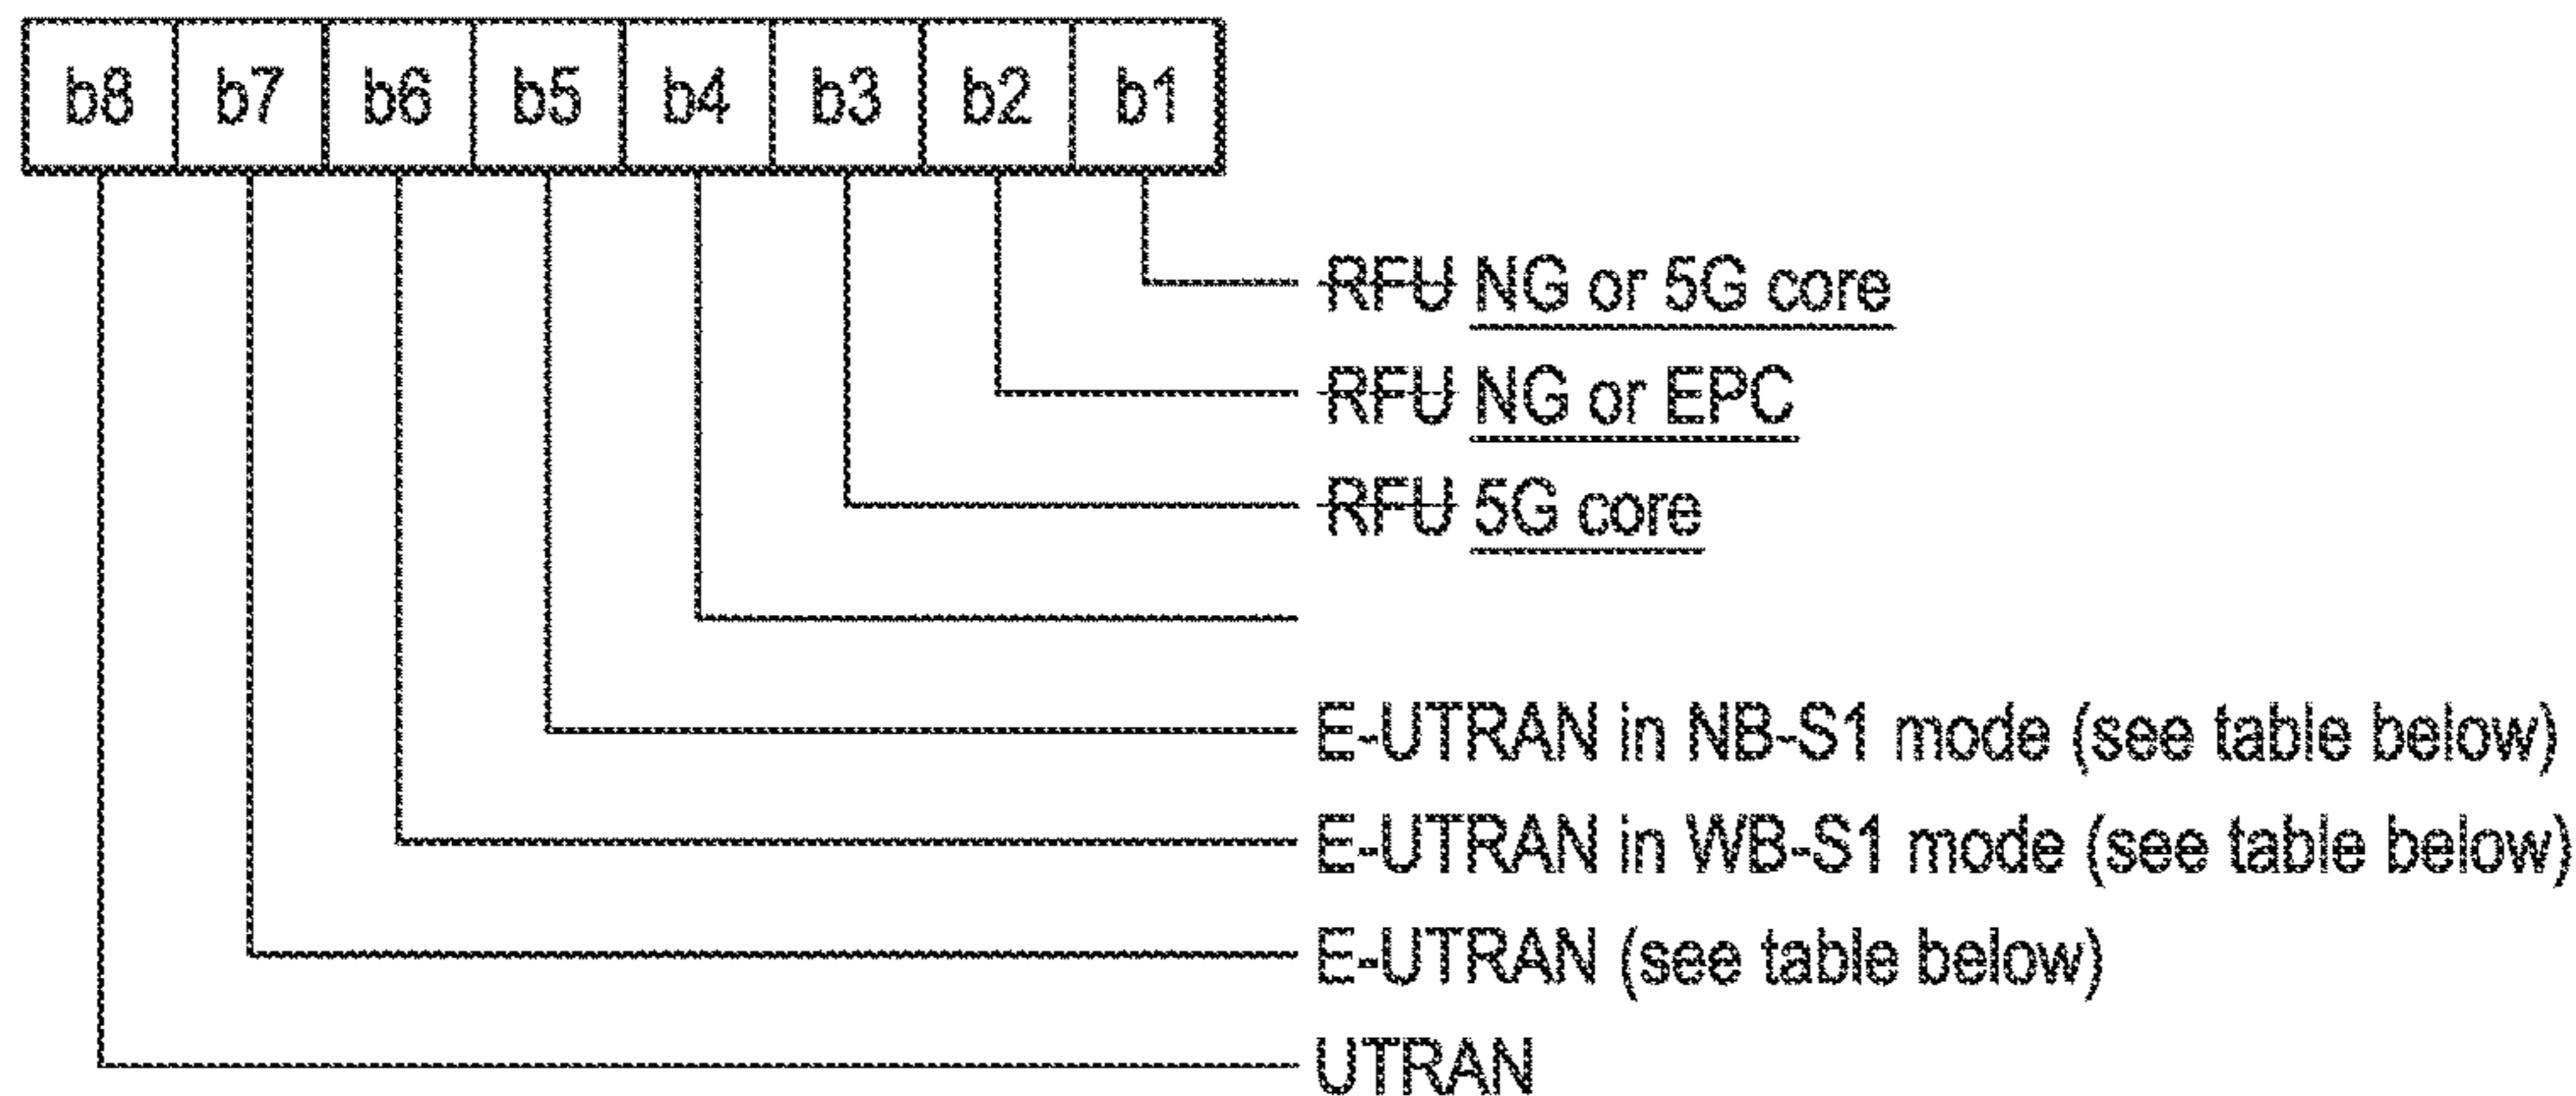 b8 b7 b6 b5 b4 b3 b2 b1
RFU NG or 5G core
RFU NG or EPC
RFU 5G core
E-UTRAN in NB-S1 mode (see table below)
E-UTRAN in WB-S1 mode (see table below)
E-UTRAN (see table below)
UTRAN